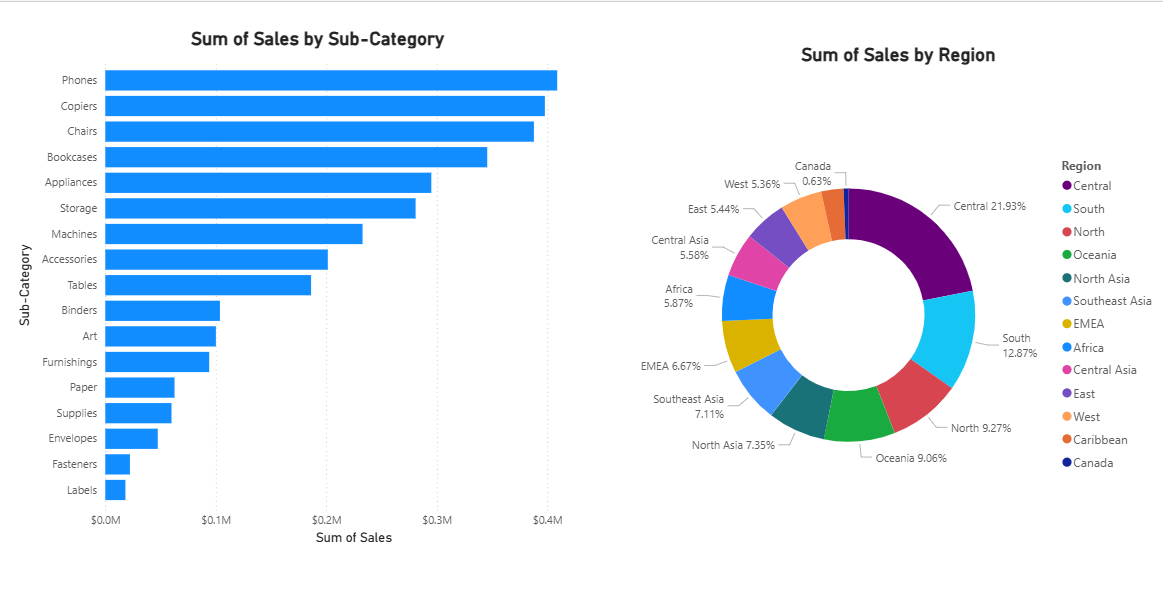 Sum of Sales by Sub-Category
Sub-Category
Phones
Copiers
Chairs
Bookcases
Appliances
Storage
Machines
Accessories
Tables
Binders
Art
Furnishings
Paper
Supplies
Envelopes
Fasteners
Labels
$0.0M $0.1M $0.2M $0.3M $0.4M
Sum of Sales
Sum of Sales by Region
Central 21.93%
South
12.87%
North 9.27%
Oceania 9.06%
North Asia 7.35%
Southeast Asia
7.11%
EMEA 6.67%
Africa
5.87%
Central Asia
5.58%
East 5.44%
West 5.36%
Canada
0.63%
Region
Central
South
North
Oceania
North Asia
Southeast Asia
EMEA
Africa
Central Asia
East
West
Caribbean
Canada